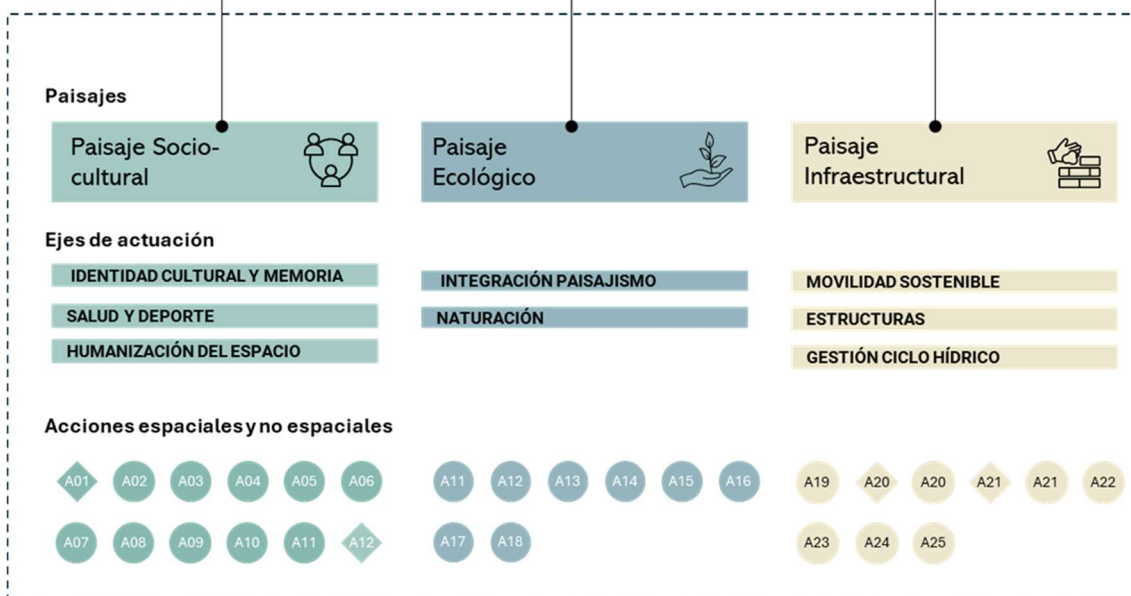 Paisajes
Paisaje Socio-
cultural
Paisaje
Ecológico
Paisaje
Infraestructural
Ejes de actuación
IDENTIDAD CULTURAL Y MEMORIA
SALUD Y DEPORTE
HUMANIZACIÓN DEL ESPACIO
INTEGRACIÓN PAISAJISMO
NATURACIÓN
MOVILIDAD SOSTENIBLE
ESTRUCTURAS
GESTIÓN CICLO HÍDRICO
Acciones espaciales y no espaciales
A01 A02 A03 A04 A05 A06
A07 A08 A09 A10 A11 A12
A11 A12 A13 A14 A15 A16
A17 A18
A19 A20 A20 A21 A21 A22
A23 A24 A25